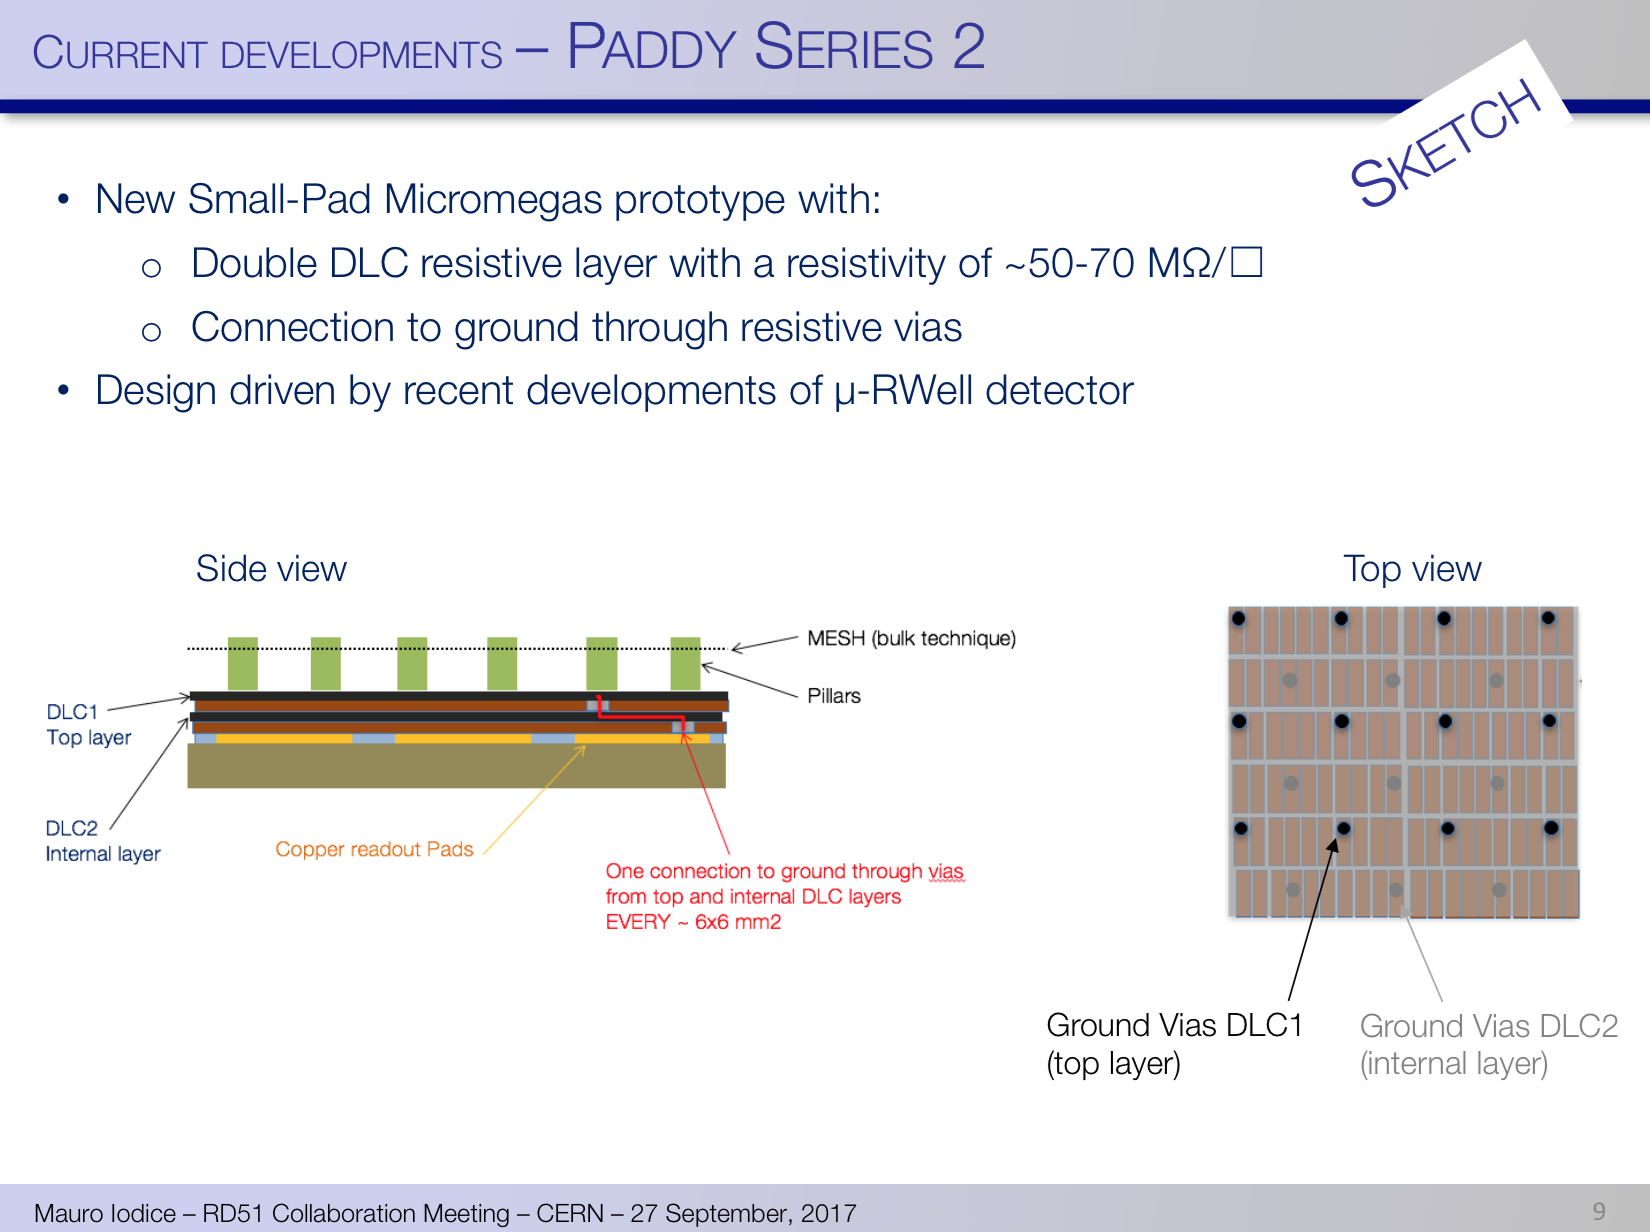 CURRENT DEVELOPMENTS – PADDY SERIES 2
SKETCH
• New Small-Pad Micromegas prototype with:
o Double DLC resistive layer with a resistivity of ~50-70 MΩ/□
o Connection to ground through resistive vias
• Design driven by recent developments of µ-RWell detector
Side view
Top view
MESH (bulk technique)
Pillars
DLC1
Top layer
DLC2
Internal layer
Copper readout Pads
One connection to ground through vias
from top and internal DLC layers
EVERY ~ 6x6 mm2
Ground Vias DLC1
(top layer)
Ground Vias DLC2
(internal layer)
Mauro Iodice – RD51 Collaboration Meeting – CERN – 27 September, 2017
9